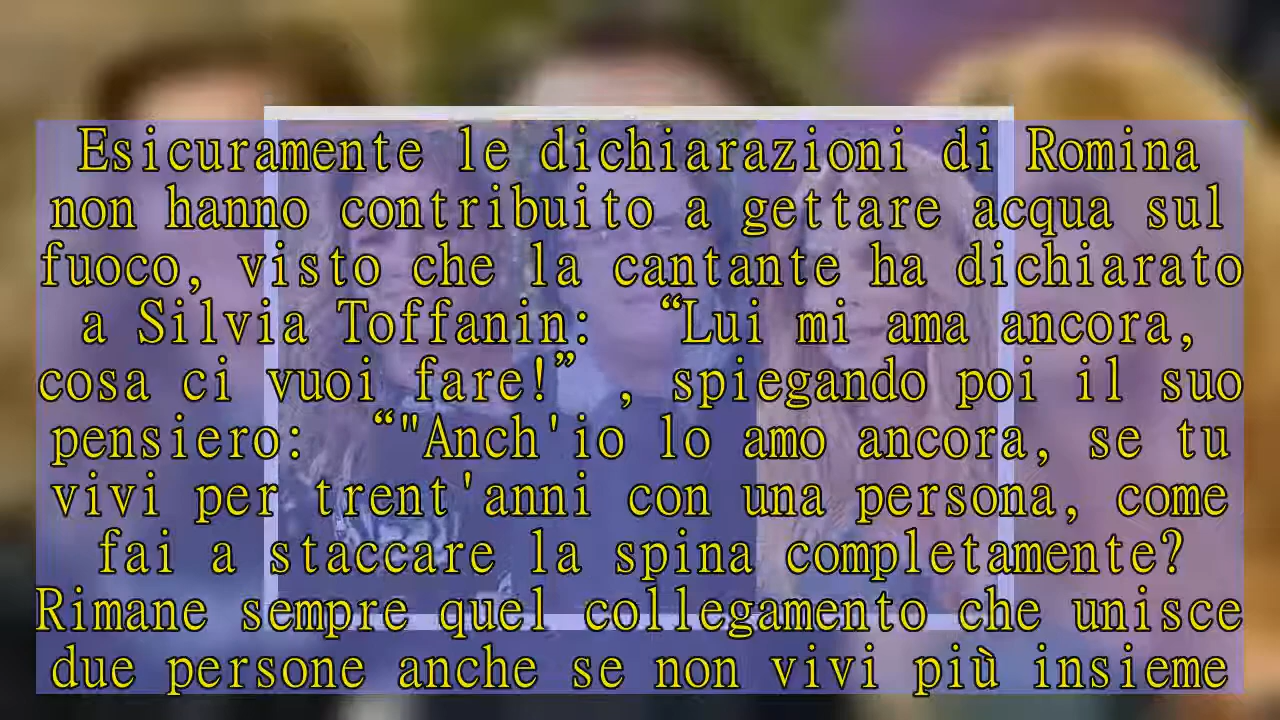 Esicuramente le dichiarazioni di Romina
non hanno contribuito a gettare acqua sul
fuoco, visto che la cantante ha dichiarato
a Silvia Toffanin: “Lui mi ama ancora,
cosa ci vuoi fare!” , spiegando poi il suo
pensiero: “"Anch'io lo amo ancora, se tu
vivi per trent'anni con una persona, come
fai a staccare la spina completamente?
Rimane sempre quel collegamento che unisce
due persone anche se non vivi più insieme